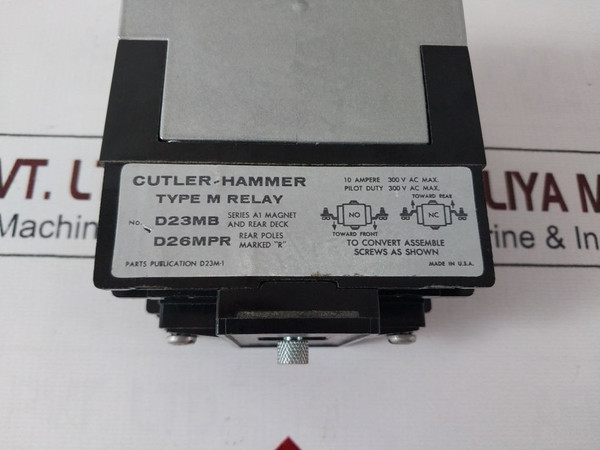 CUTLER-HAMMER
TYPE M RELAY
No. D23MB SERIES A1 MAGNET AND REAR DECK
D26MPR REAR POLES MARKED "R"
PARTS PUBLICATION D23M-1
10 AMPERE 300 V AC MAX.
PILOT DUTY 300 V AC MAX.
TOWARD REAR
NO
NC
TOWARD FRONT
TO CONVERT ASSEMBLE
SCREWS AS SHOWN
MADE IN U.S.A.
VT. L
Machin
LIYA M
ine & In